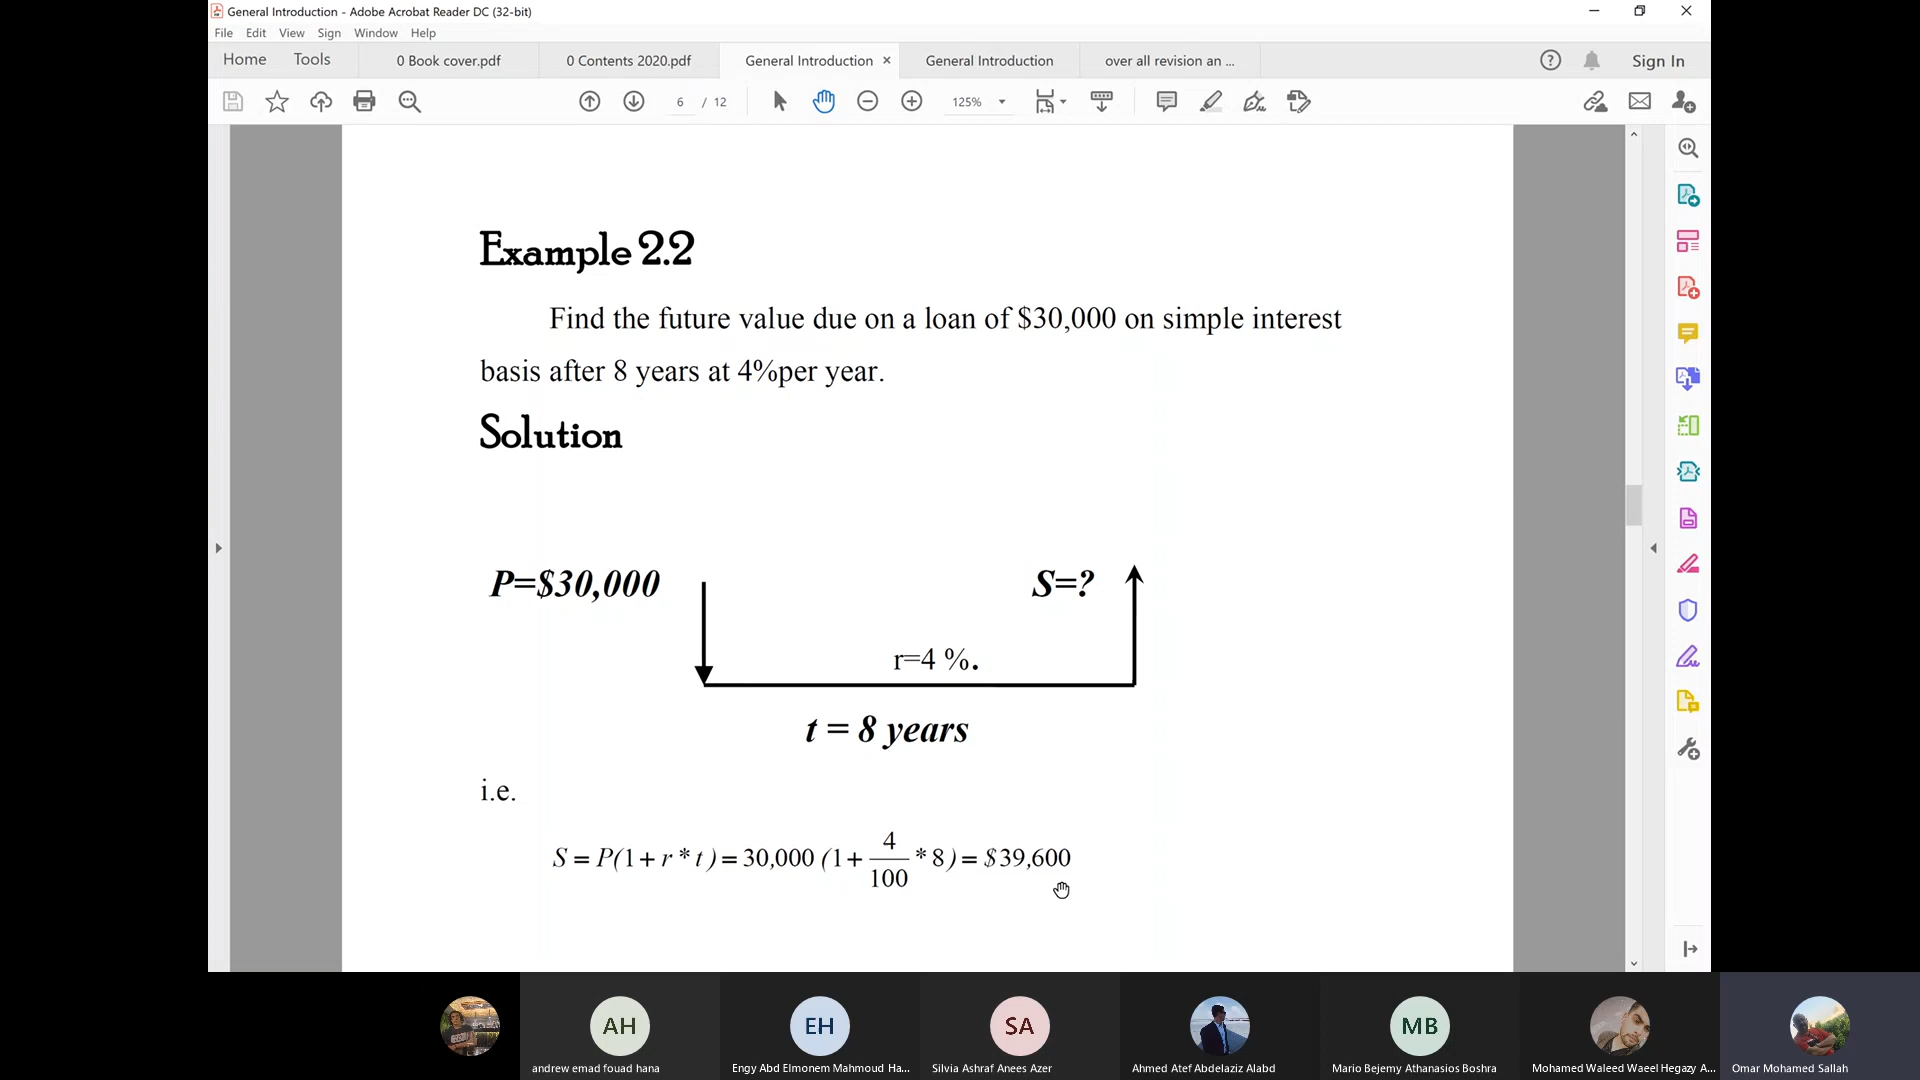 General Introduction - Adobe Acrobat Reader DC (32-bit)
File Edit View Sign Window Help
Home Tools 0 Book cover.pdf 0 Contents 2020.pdf General Introduction × General Introduction over all revision an ... Sign In
6 / 12 125%
Example 2.2
Find the future value due on a loan of $30,000 on simple interest
basis after 8 years at 4%per year.
Solution
P=$30,000 S=?
r=4 %.
t = 8 years
i.e.
S = P(1 + r * t) = 30,000 (1 + 4/100 * 8) = $39,600
AH EH SA MB
andrew emad fouad hana Engy Abd Elmonem Mahmoud Ha... Silvia Ashraf Anees Azer Ahmed Atef Abdelaziz Alabd Mario Bejemy Athanasios Boshra Mohamed Waleed Waeel Hegazy A... Omar Mohamed Sallah